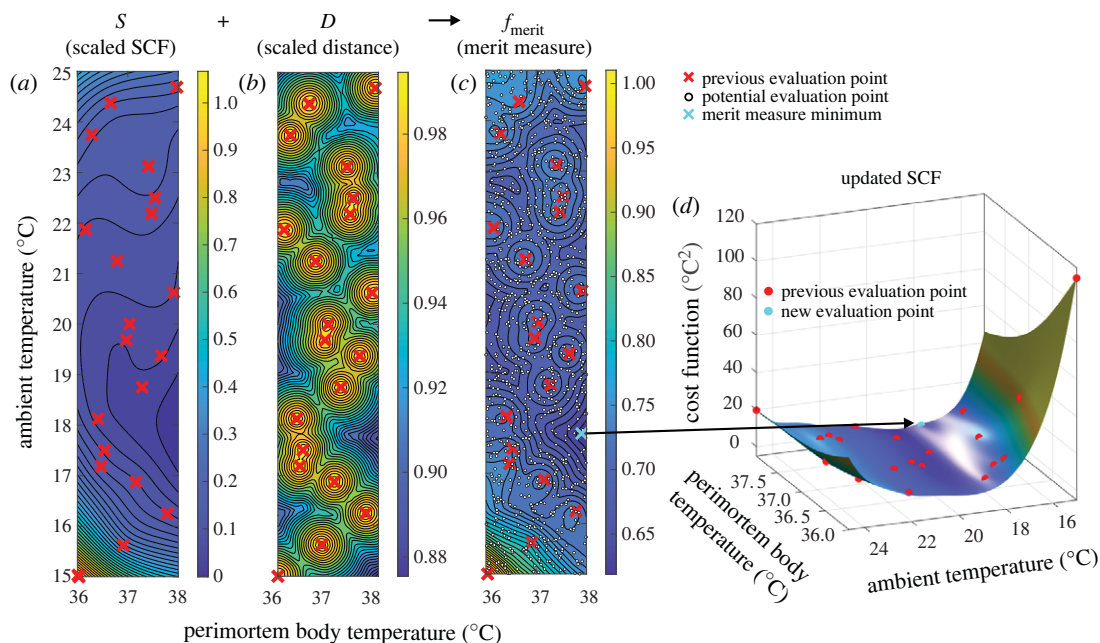 S + D → f_merit
(scaled SCF) (scaled distance) (merit measure)
(a) (b) (c)
× previous evaluation point
o potential evaluation point
× merit measure minimum
25
24
23
22
21
20
19
18
17
16
15
ambient temperature (°C)
36 37 38
1.0
0.9
0.8
0.7
0.6
0.5
0.4
0.3
0.2
0.1
0
36 37 38
0.98
0.96
0.94
0.92
0.90
0.88
36 37 38
1.00
0.95
0.90
0.85
0.80
0.75
0.70
0.65
perimortem body temperature (°C)
(d)
updated SCF
120
100
80
60
40
20
0
cost function (°C²)
previous evaluation point
new evaluation point
37.5
37.0
36.5
36.0
perimortem body
temperature (°C)
24 22 20 18 16
ambient temperature (°C)